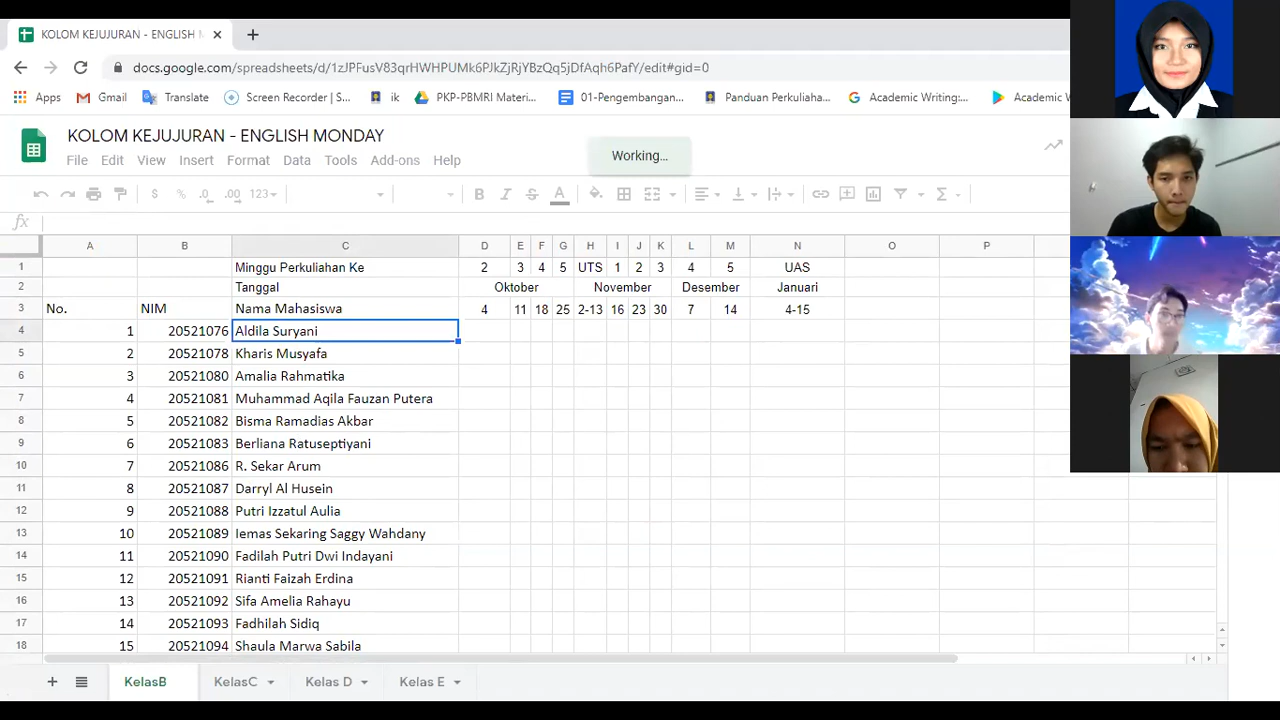 KOLOM KEJUJURAN - ENGLISH M
docs.google.com/spreadsheets/d/1zJPFusV83qrHWHPUMk6PJkZjRjYBzQq5jDfAqh6PafY/edit#gid=0
Apps Gmail Translate Screen Recorder | S... ik PKP-PBMRI Materi... 01-Pengembangan... Panduan Perkuliaha... Academic Writing:... Academic W
KOLOM KEJUJURAN - ENGLISH MONDAY
File Edit View Insert Format Data Tools Add-ons Help
Working...
$ % .0 .00 123 B I S A
fx
A B C D E F G H I J K L M N O P
1 Minggu Perkuliahan Ke 2 3 4 5 UTS 1 2 3 4 5 UAS
2 Tanggal Oktober November Desember Januari
3 No. NIM Nama Mahasiswa 4 11 18 25 2-13 16 23 30 7 14 4-15
4 1 20521076 Aldila Suryani
5 2 20521078 Kharis Musyafa
6 3 20521080 Amalia Rahmatika
7 4 20521081 Muhammad Aqila Fauzan Putera
8 5 20521082 Bisma Ramadias Akbar
9 6 20521083 Berliana Ratuseptiyani
10 7 20521086 R. Sekar Arum
11 8 20521087 Darryl Al Husein
12 9 20521088 Putri Izzatul Aulia
13 10 20521089 Iemas Sekaring Saggy Wahdany
14 11 20521090 Fadilah Putri Dwi Indayani
15 12 20521091 Rianti Faizah Erdina
16 13 20521092 Sifa Amelia Rahayu
17 14 20521093 Fadhilah Sidiq
18 15 20521094 Shaula Marwa Sabila
KelasB KelasC Kelas D Kelas E